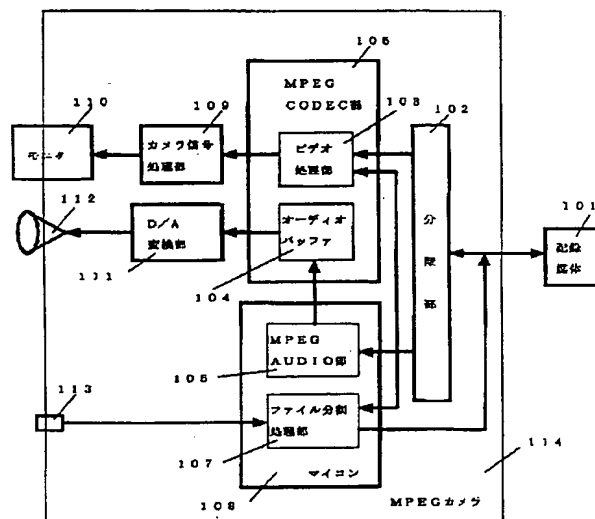 106
MPEG
CODEC部
110
109
103
102
モニタ
カメラ信号
処理部
ビデオ
処理部
112
D/A
変換部
オーディオ
バッファ
分
離
部
101
記録
媒体
111
104
MPEG
AUDIO部
105
113
ファイル分割
処理部
107
マイコン
108
114
MPEGカメラ